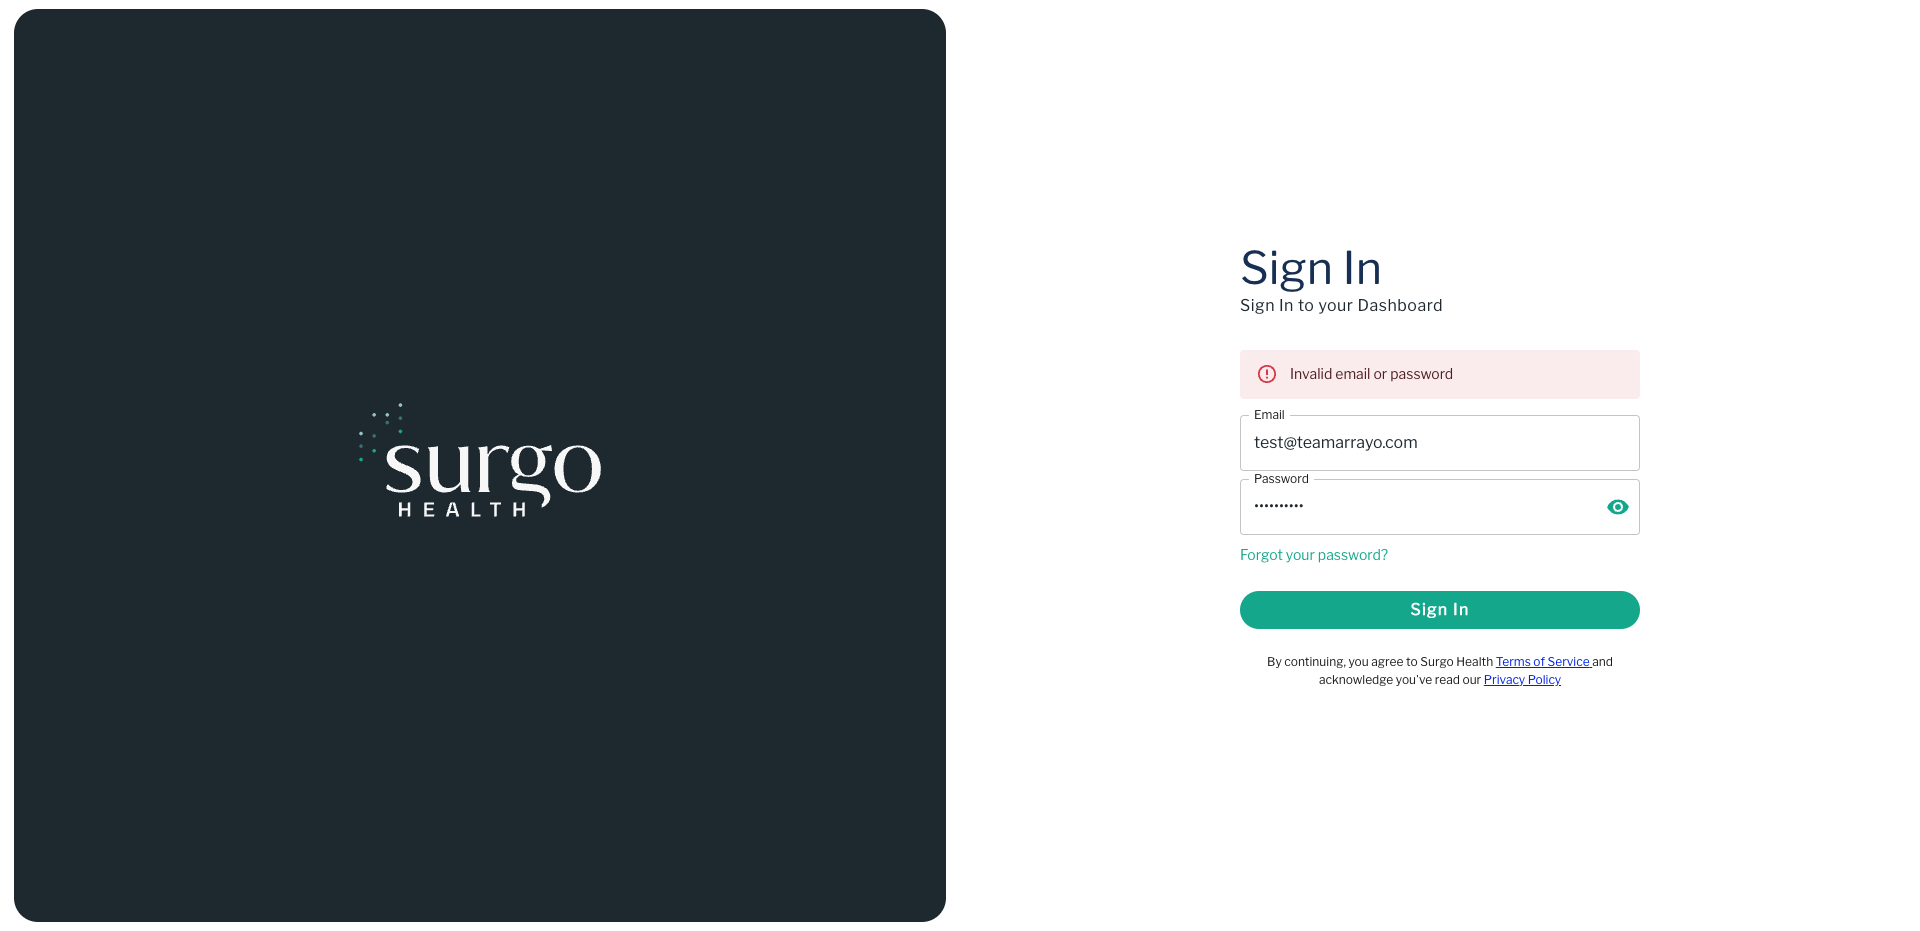 surgo
HEALTH
Sign In
Sign In to your Dashboard
Invalid email or password
Email
test@teamarrayo.com
Password
••••••••••
Forgot your password?
Sign In
By continuing, you agree to Surgo Health Terms of Service and
acknowledge you've read our Privacy Policy